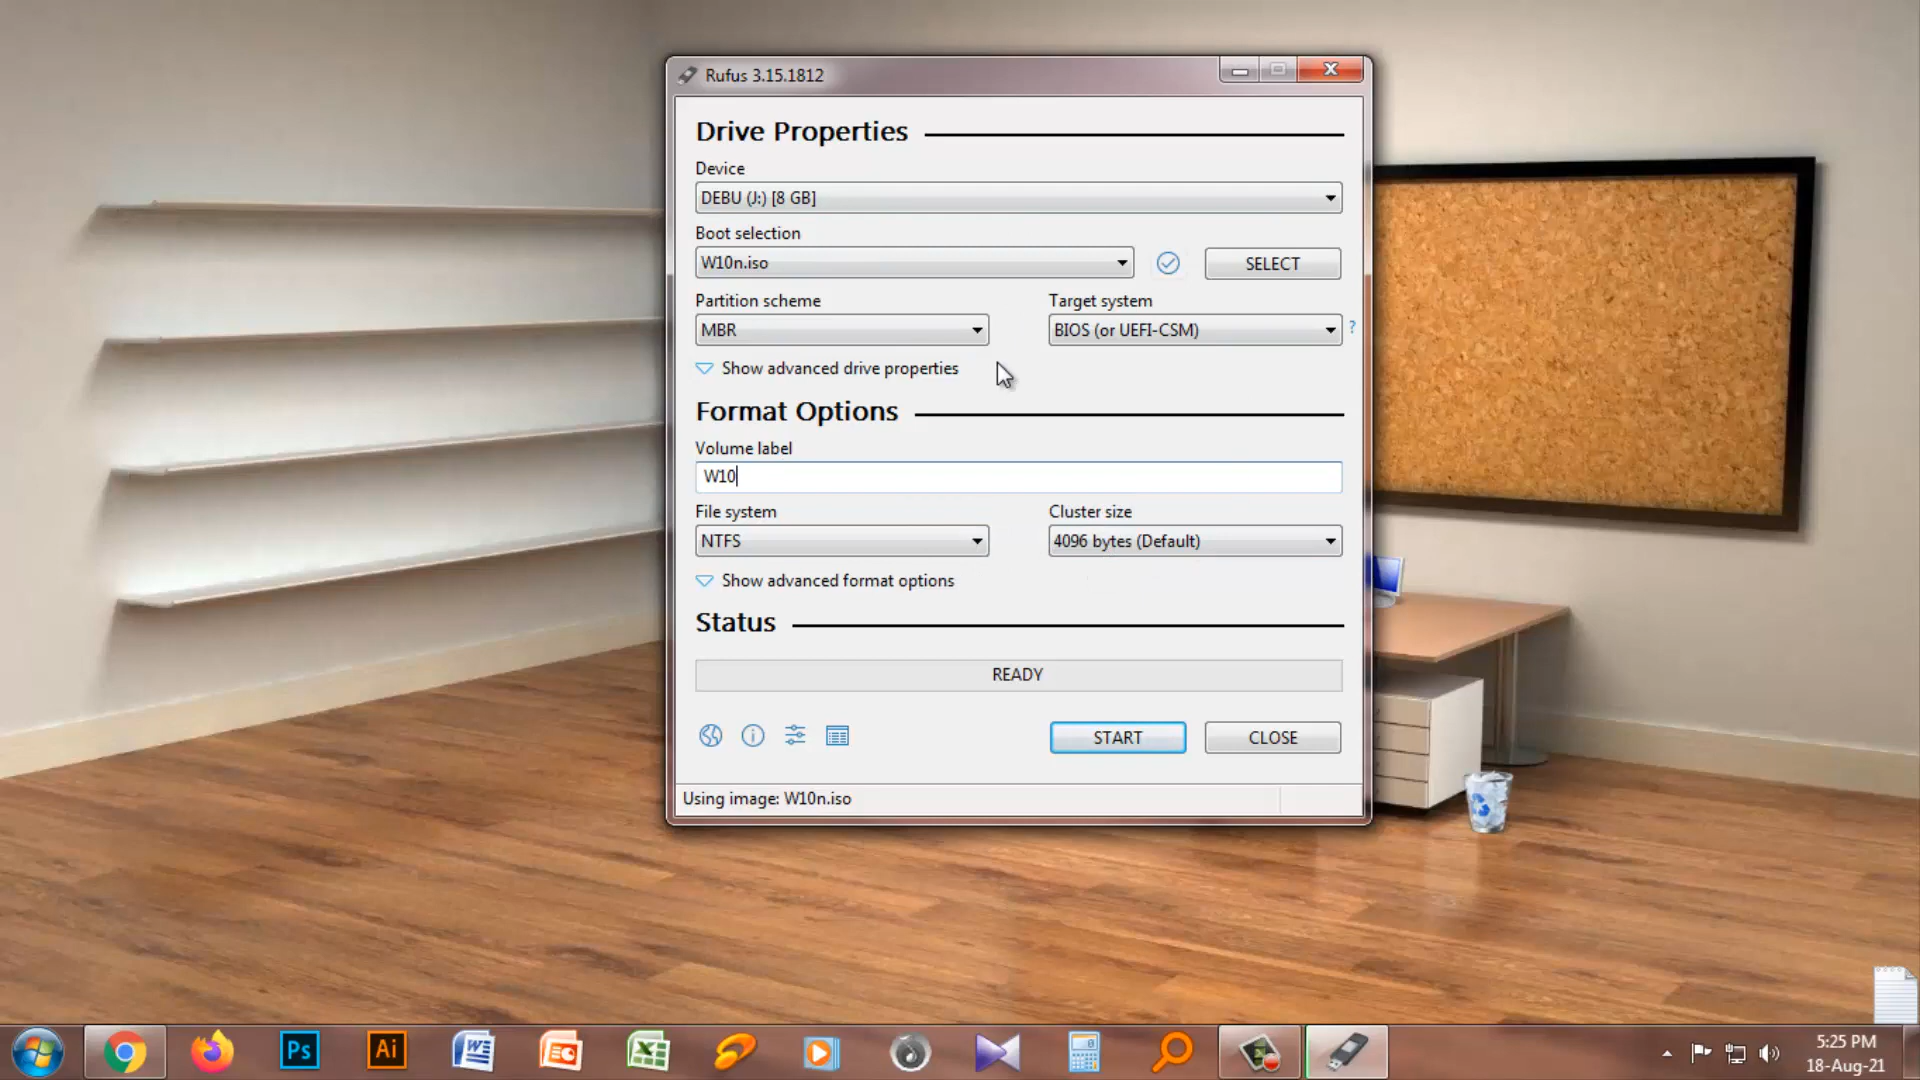 Rufus 3.15.1812
Drive Properties
Device
DEBU (J:) [8 GB]
Boot selection
W10n.iso
SELECT
Partition scheme
Target system
MBR
BIOS (or UEFI-CSM)
?
Show advanced drive properties
Format Options
Volume label
W10
File system
Cluster size
NTFS
4096 bytes (Default)
Show advanced format options
Status
READY
START
CLOSE
Using image: W10n.iso
Ps
Ai
5:25 PM
18-Aug-21